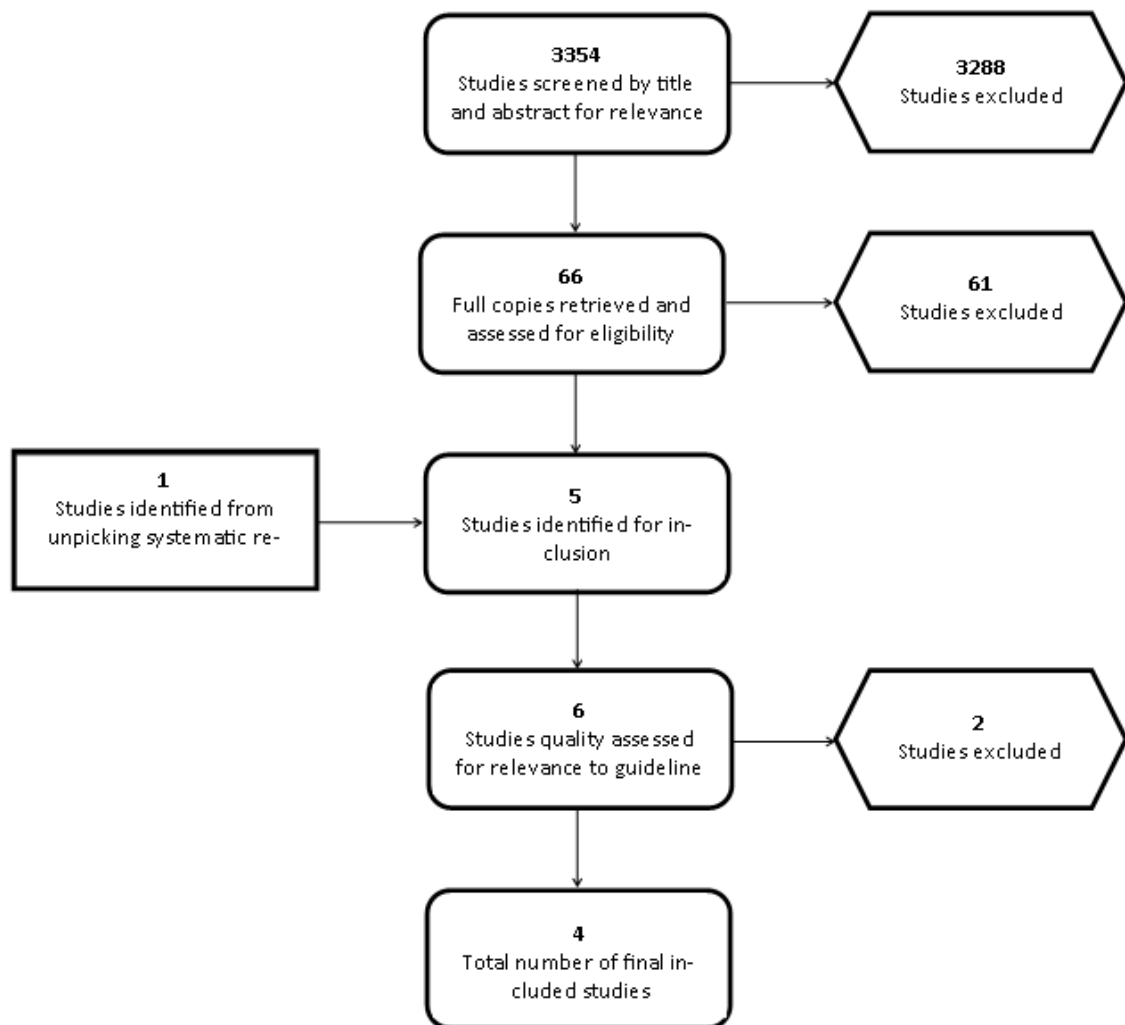 3354
Studies screened by title
and abstract for relevance
3288
Studies excluded
66
Full copies retrieved and
assessed for eligibility
61
Studies excluded
1
Studies identified from
unpicking systematic re-
5
Studies identified for in-
clusion
6
Studies quality assessed
for relevance to guideline
2
Studies excluded
4
Total number of final in-
cluded studies